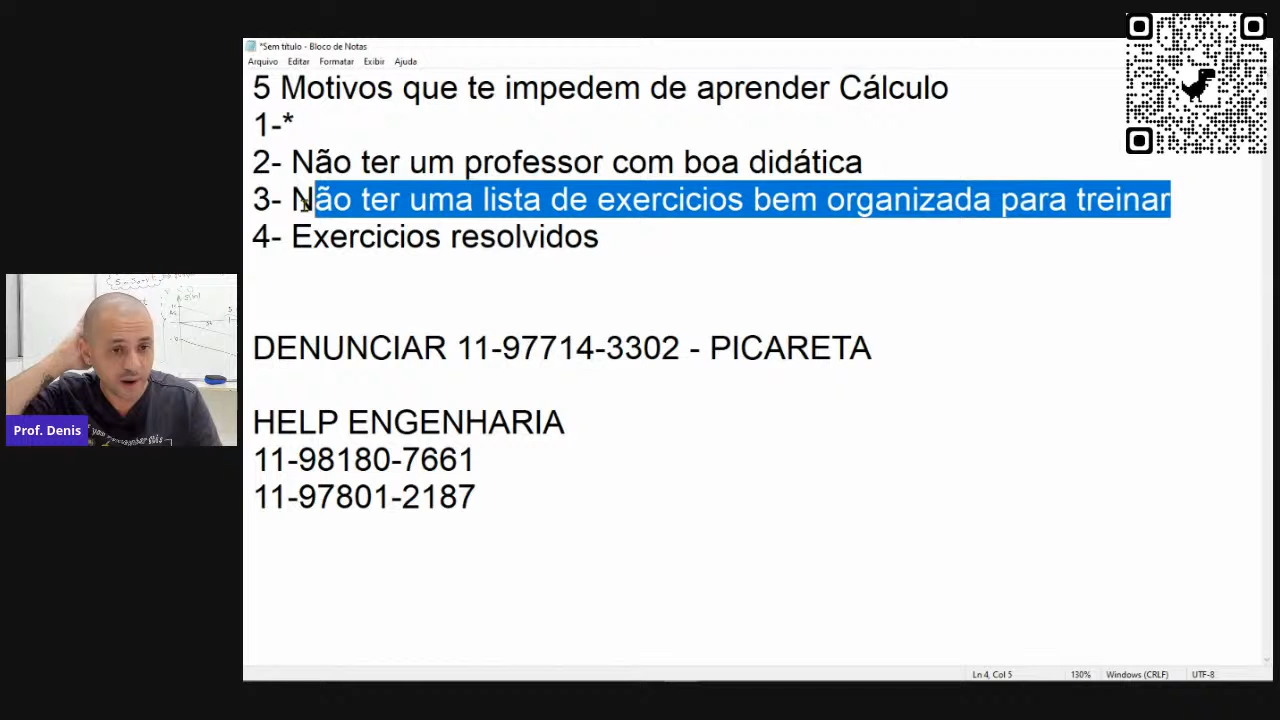 *Sem título - Bloco de Notas
Arquivo Editar Formatar Exibir Ajuda
5 Motivos que te impedem de aprender Cálculo
1-*
2- Não ter um professor com boa didática
3- Não ter uma lista de exercicios bem organizada para treinar
4- Exercicios resolvidos
DENUNCIAR 11-97714-3302 - PICARETA
HELP ENGENHARIA
11-98180-7661
11-97801-2187
Prof. Denis
Ln 4, Col 5 130% Windows (CRLF) UTF-8